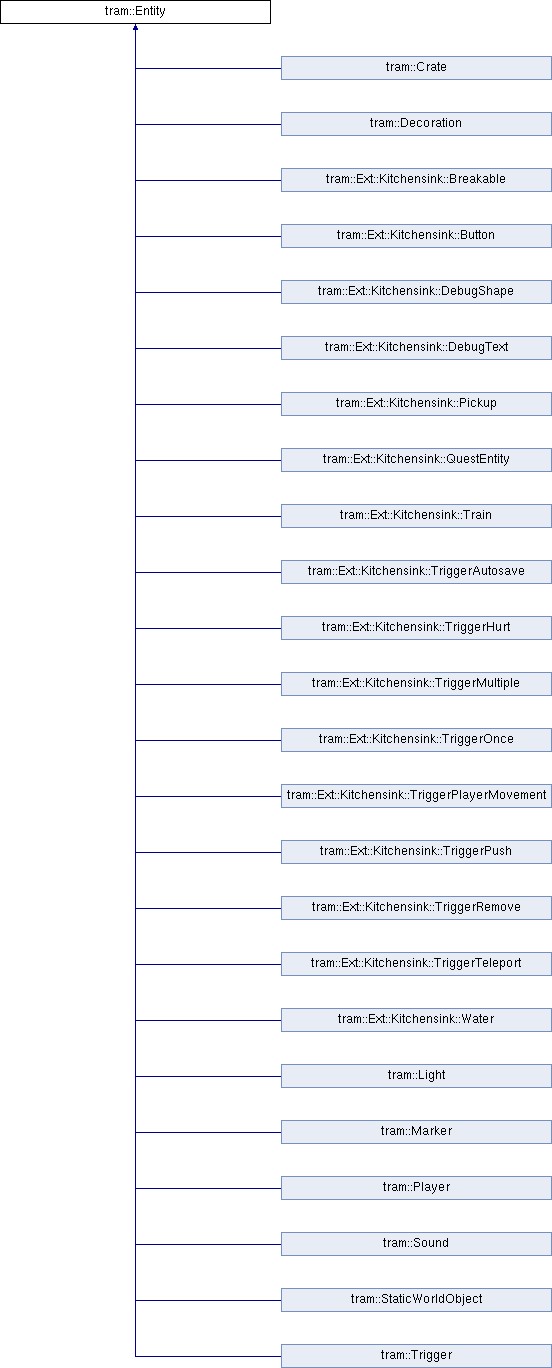 tram::Entity
tram::Crate
tram::Decoration
tram::Ext::Kitchensink::Breakable
tram::Ext::Kitchensink::Button
tram::Ext::Kitchensink::DebugShape
tram::Ext::Kitchensink::DebugText
tram::Ext::Kitchensink::Pickup
tram::Ext::Kitchensink::QuestEntity
tram::Ext::Kitchensink::Train
tram::Ext::Kitchensink::TriggerAutosave
tram::Ext::Kitchensink::TriggerHurt
tram::Ext::Kitchensink::TriggerMultiple
tram::Ext::Kitchensink::TriggerOnce
tram::Ext::Kitchensink::TriggerPlayerMovement
tram::Ext::Kitchensink::TriggerPush
tram::Ext::Kitchensink::TriggerRemove
tram::Ext::Kitchensink::TriggerTeleport
tram::Ext::Kitchensink::Water
tram::Light
tram::Marker
tram::Player
tram::Sound
tram::StaticWorldObject
tram::Trigger